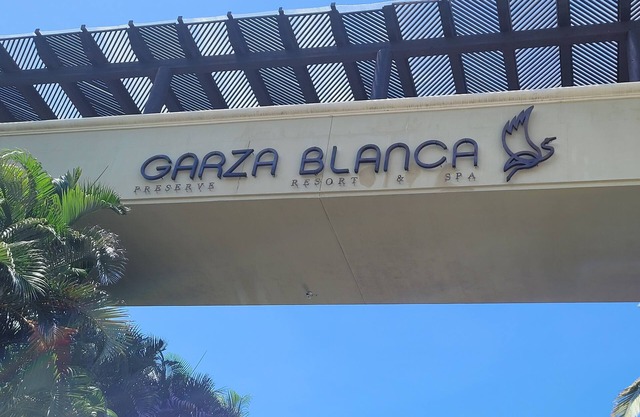 GARZA BLANCA
PRESERVE RESORT & SPA